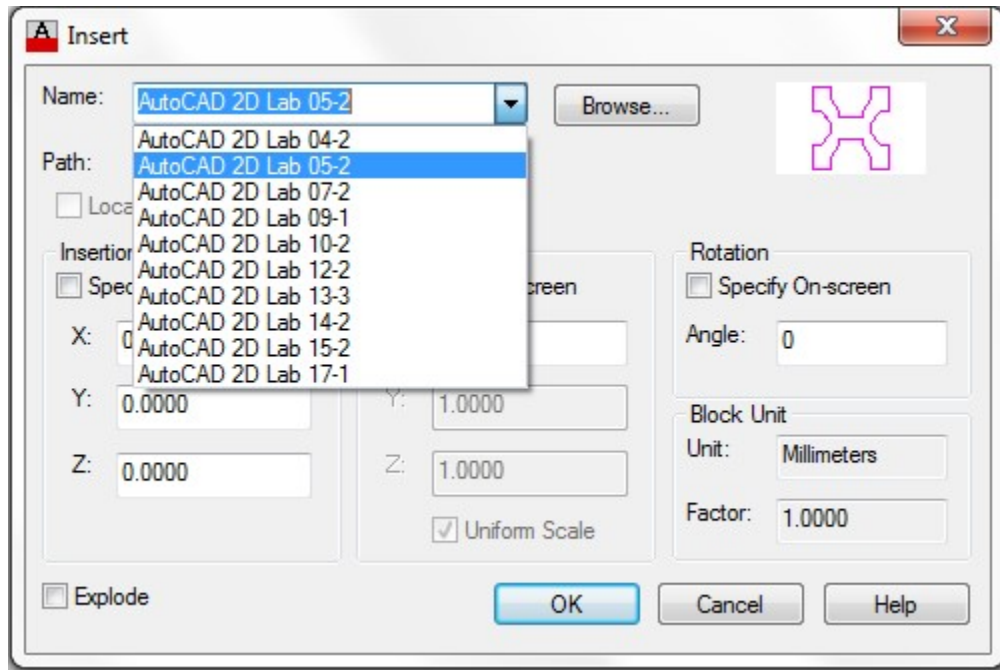 Insert
Name:
AutoCAD 2D Lab 05-2
Browse...
AutoCAD 2D Lab 04-2
Path:
AutoCAD 2D Lab 05-2
AutoCAD 2D Lab 07-2
AutoCAD 2D Lab 09-1
AutoCAD 2D Lab 10-2
AutoCAD 2D Lab 12-2
AutoCAD 2D Lab 13-3
AutoCAD 2D Lab 14-2
AutoCAD 2D Lab 15-2
AutoCAD 2D Lab 17-1
X:
Y: 0.0000
Z: 0.0000
Y: 1.0000
Z: 1.0000
Uniform Scale
Rotation
Specify On-screen
Angle: 0
Block Unit
Unit: Millimeters
Factor: 1.0000
Explode
OK Cancel Help